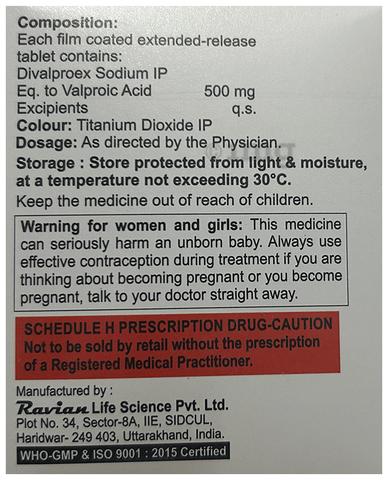 Composition:
Each film coated extended-release
tablet contains:
Divalproex Sodium IP
Eq. to Valproic Acid 500 mg
Excipients q.s.
Colour: Titanium Dioxide IP
Dosage: As directed by the Physician.
Storage : Store protected from light & moisture,
at a temperature not exceeding 30°C.
Keep the medicine out of reach of children.
Warning for women and girls: This medicine
can seriously harm an unborn baby. Always use
effective contraception during treatment if you are
thinking about becoming pregnant or you become
pregnant, talk to your doctor straight away.
SCHEDULE H PRESCRIPTION DRUG-CAUTION
Not to be sold by retail without the prescription
of a Registered Medical Practitioner.
Manufactured by :
Ravian Life Science Pvt. Ltd.
Plot No. 34, Sector-8A, IIE, SIDCUL,
Haridwar- 249 403, Uttarakhand, India.
WHO-GMP & ISO 9001 : 2015 Certified